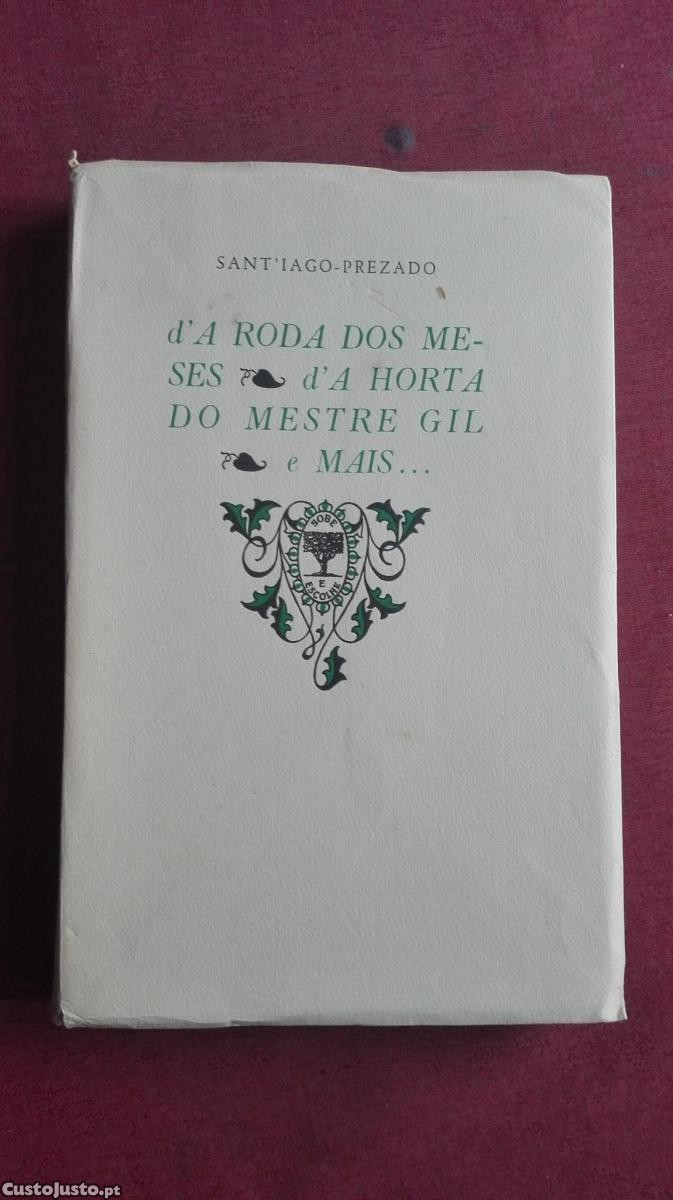 SANT'IAGO-PREZADO
d'A RODA DOS ME-
SES d'A HORTA
DO MESTRE GIL
e MAIS...
SOBE
E
ESCOLHE
CustoJusto.pt